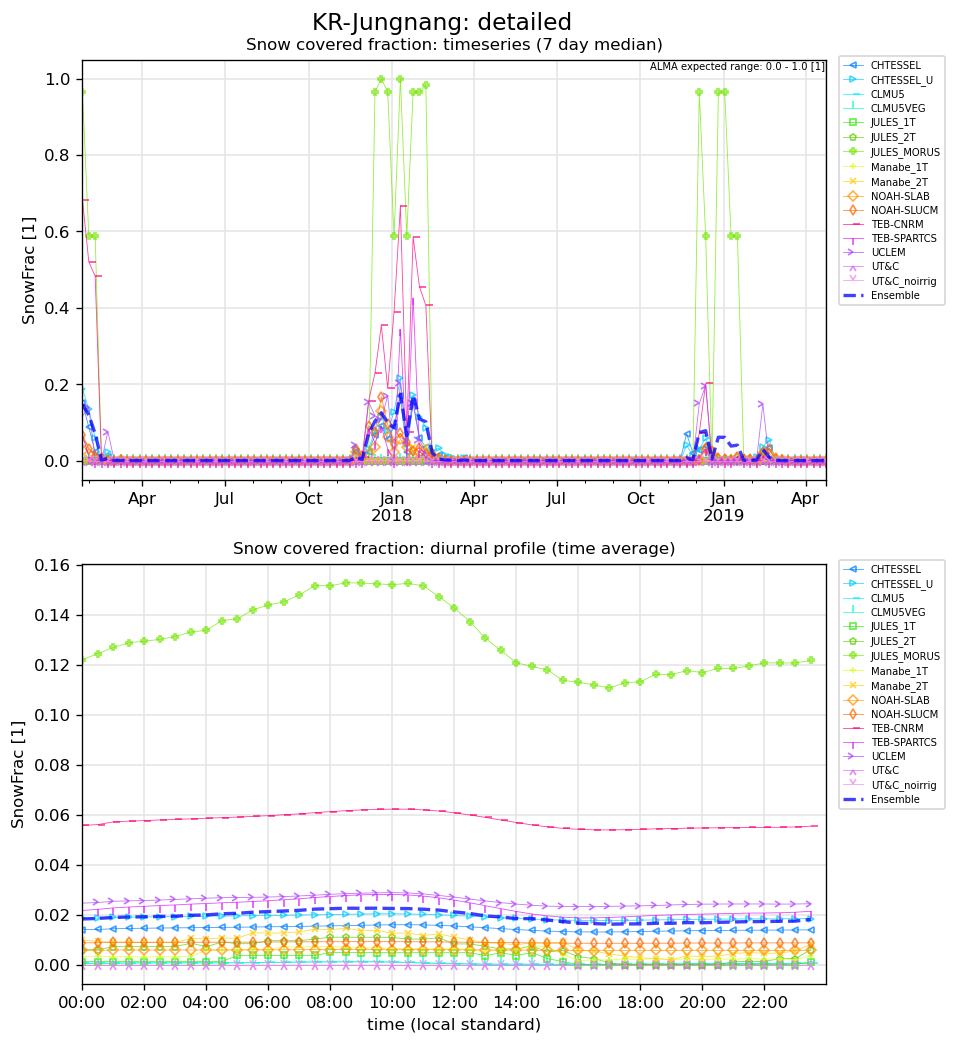 KR-Jungnang: detailed
Snow covered fraction: timeseries (7 day median)
ALMA expected range: 0.0 - 1.0 [1]
SnowFrac [1]
1.0
0.8
0.6
0.4
0.2
0.0
Apr
Jul
Oct
Jan
2018
Apr
Jul
Oct
Jan
2019
Apr
CHTESSEL
CHTESSEL_U
CLMU5
CLMU5VEG
JULES_1T
JULES_2T
JULES_MORUS
Manabe_1T
Manabe_2T
NOAH-SLAB
NOAH-SLUCM
TEB-CNRM
TEB-SPARTCS
UCLEM
UT&C
UT&C_noirrig
Ensemble
Snow covered fraction: diurnal profile (time average)
SnowFrac [1]
0.16
0.14
0.12
0.10
0.08
0.06
0.04
0.02
0.00
00:00
02:00
04:00
06:00
08:00
10:00
12:00
14:00
16:00
18:00
20:00
22:00
time (local standard)
CHTESSEL
CHTESSEL_U
CLMU5
CLMU5VEG
JULES_1T
JULES_2T
JULES_MORUS
Manabe_1T
Manabe_2T
NOAH-SLAB
NOAH-SLUCM
TEB-CNRM
TEB-SPARTCS
UCLEM
UT&C
UT&C_noirrig
Ensemble